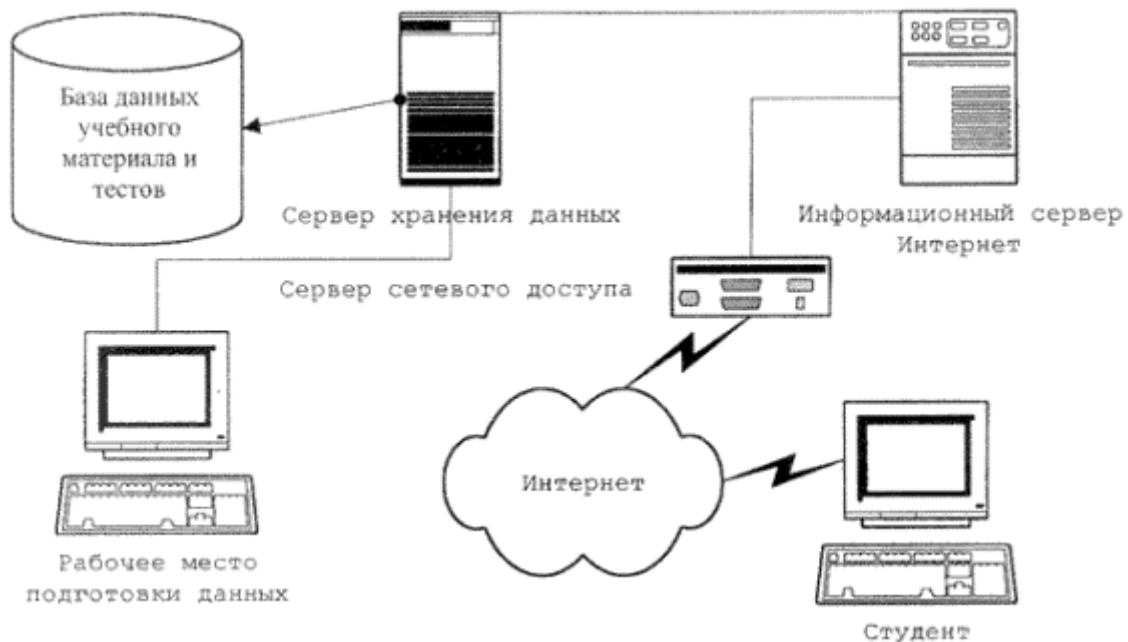 База данных
учебного
материала и
тестов
Сервер хранения данных
Информационный сервер
Интернет
Сервер сетевого доступа
Интернет
Рабочее место
подготовки данных
Студент